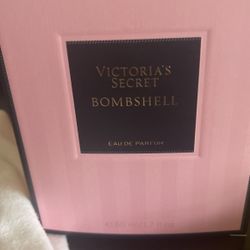 VICTORIA'S
SECRET
BOMBSHELL
EAU DE PARFUM